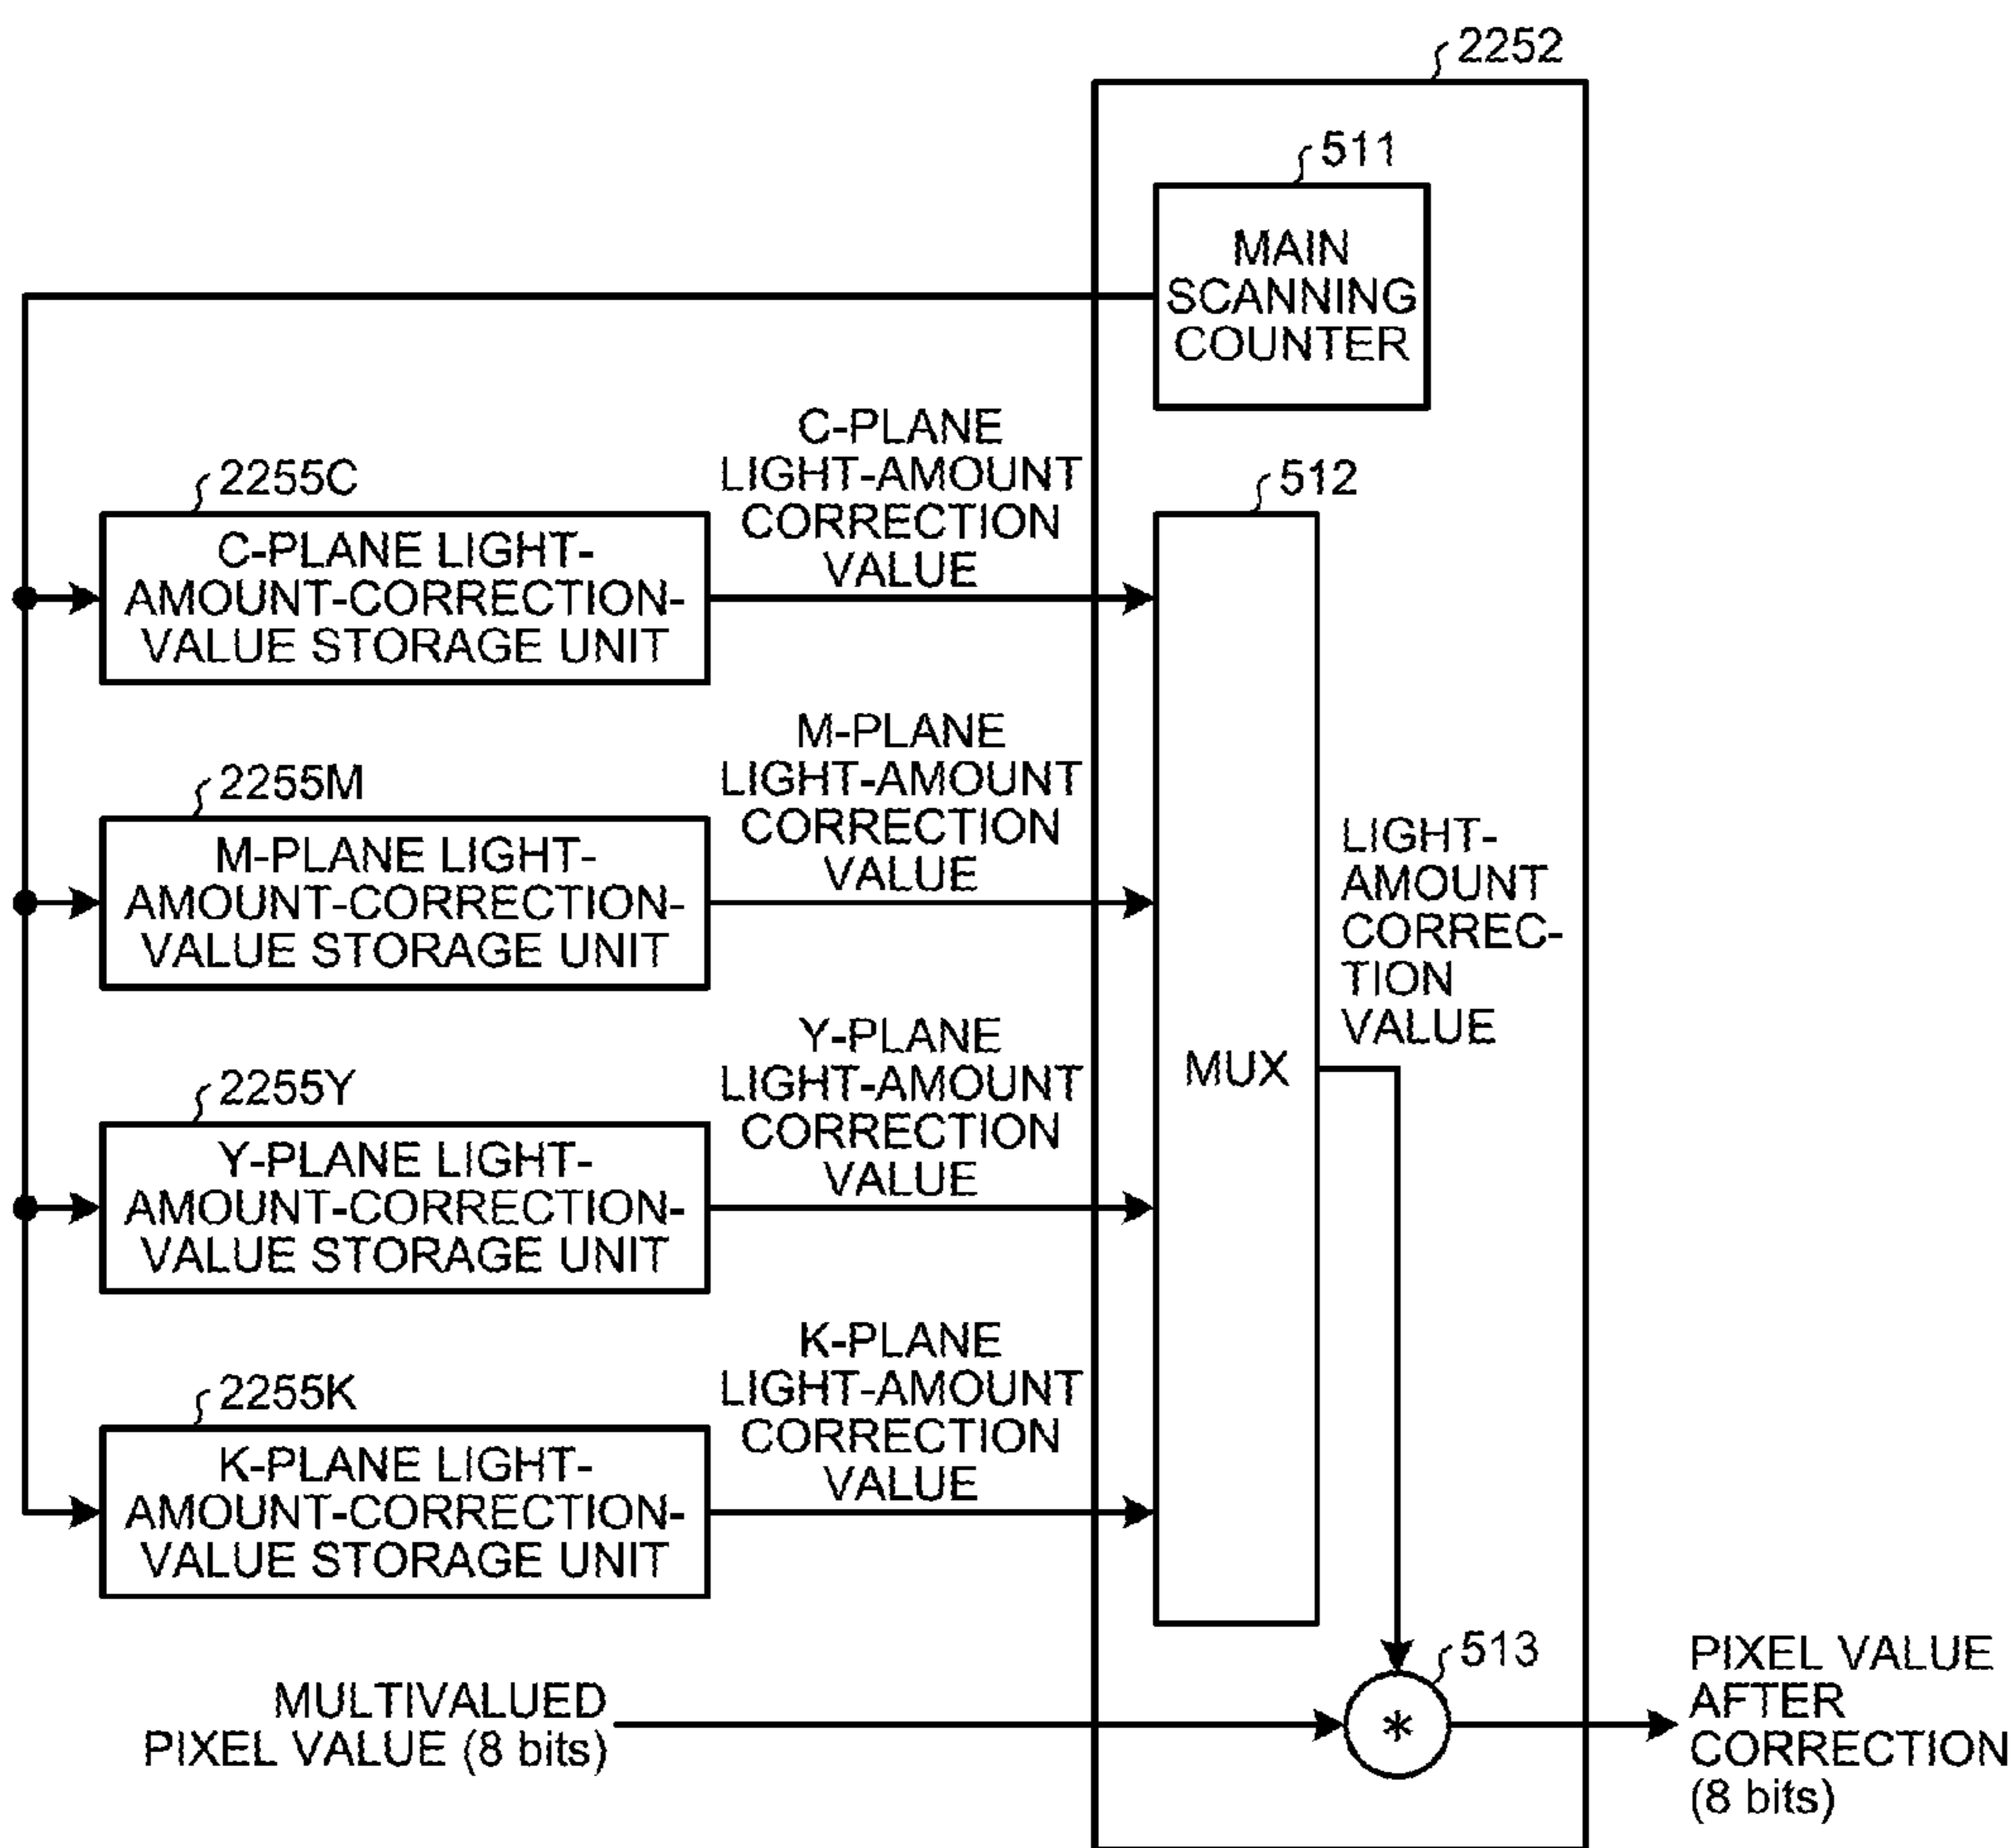 2252
511
MAIN
SCANNING
COUNTER
C-PLANE
LIGHT-AMOUNT
CORRECTION
VALUE
2255C
C-PLANE LIGHT-
AMOUNT-CORRECTION-
VALUE STORAGE UNIT
512
M-PLANE
LIGHT-AMOUNT
CORRECTION
VALUE
2255M
M-PLANE LIGHT-
AMOUNT-CORRECTION-
VALUE STORAGE UNIT
LIGHT-
AMOUNT
CORREC-
TION
VALUE
Y-PLANE
LIGHT-AMOUNT
CORRECTION
VALUE
MUX
2255Y
Y-PLANE LIGHT-
AMOUNT-CORRECTION-
VALUE STORAGE UNIT
K-PLANE
LIGHT-AMOUNT
CORRECTION
VALUE
2255K
K-PLANE LIGHT-
AMOUNT-CORRECTION-
VALUE STORAGE UNIT
513
MULTIVALUED
PIXEL VALUE (8 bits)
*
PIXEL VALUE
AFTER
CORRECTION
(8 bits)